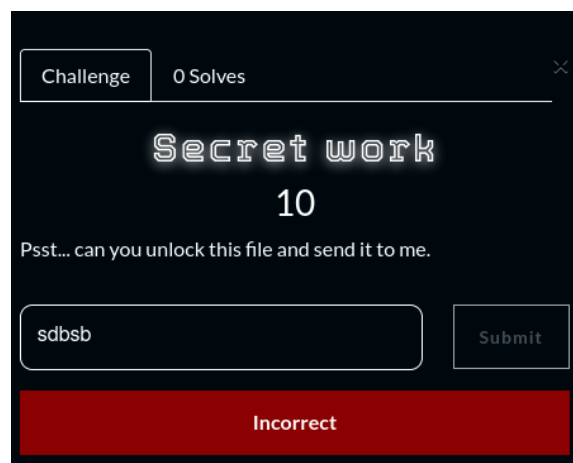 Challenge 0 Solves
Secret work
10
Psst... can you unlock this file and send it to me.
sdbsb Submit
Incorrect